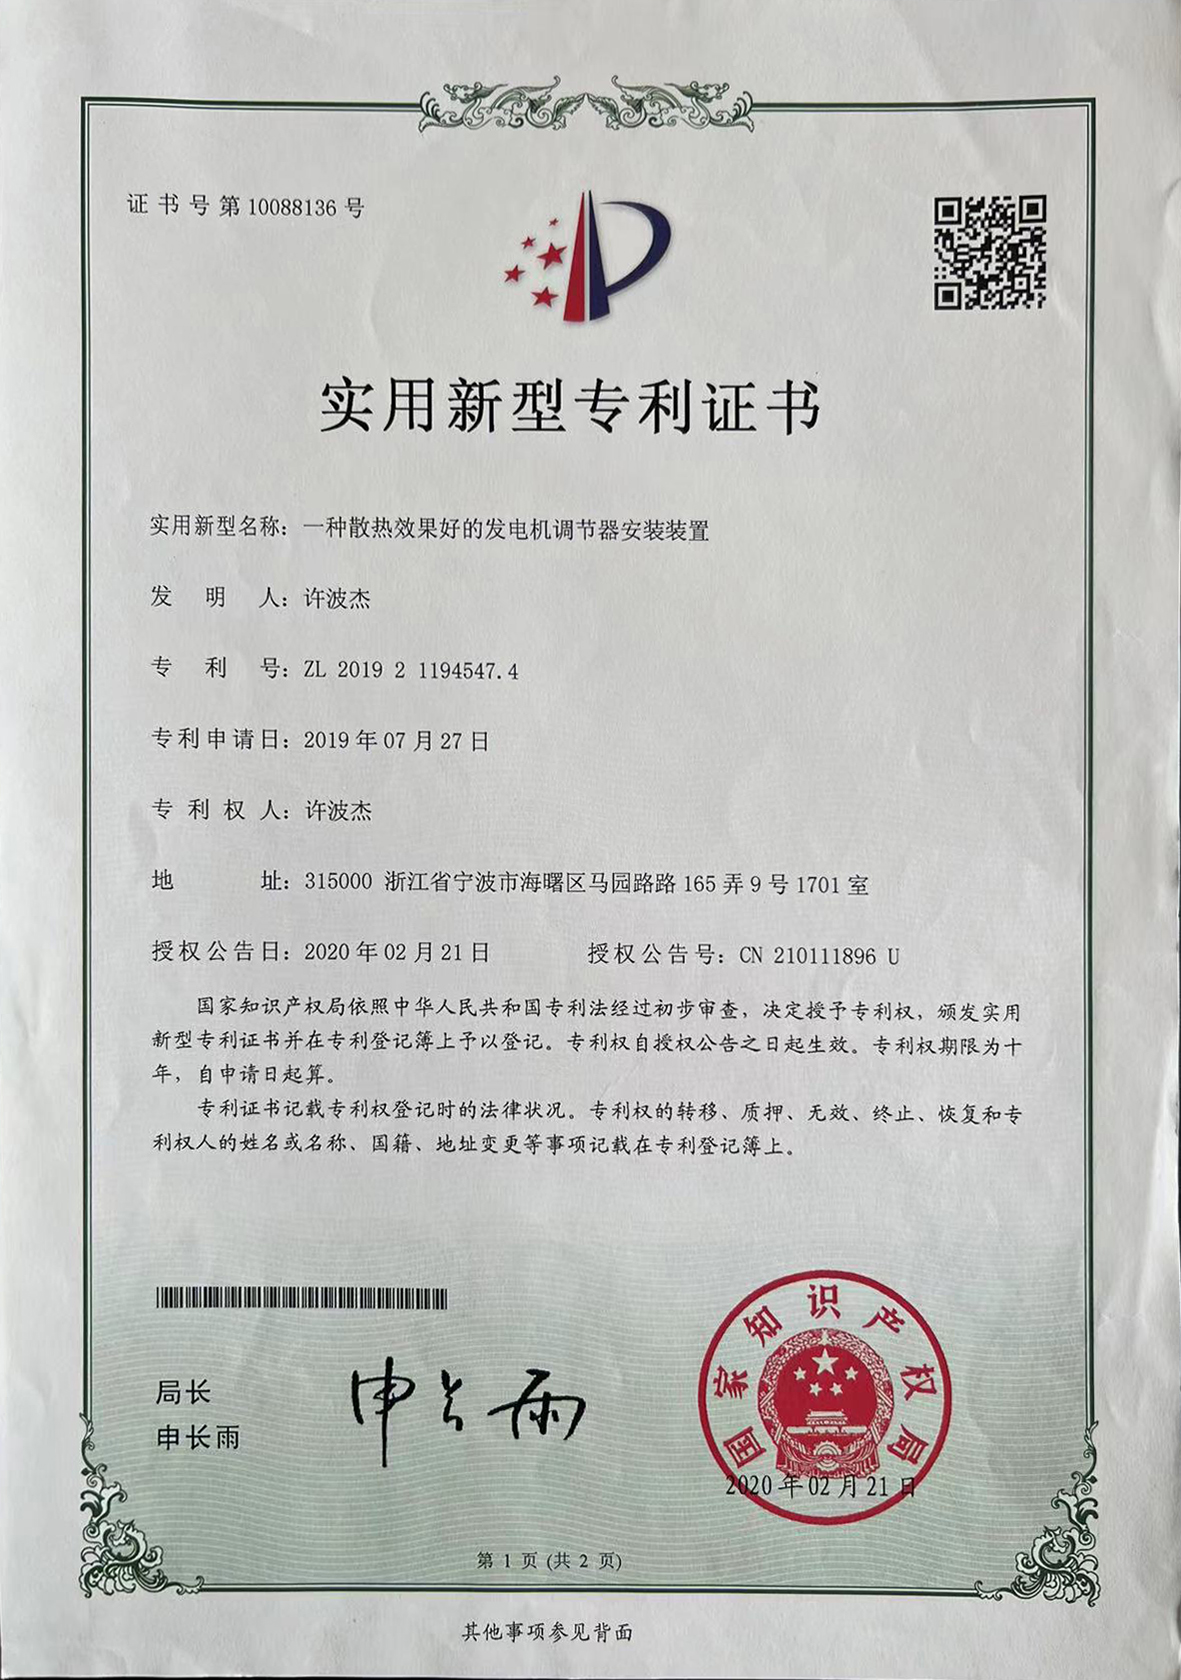 证书号第10088136号
实用新型专利证书
实用新型名称：一种散热效果好的发电机调节器安装装置
发明人：许波杰
专利号：ZL 2019 2 1194547.4
专利申请日：2019年07月27日
专利权人：许波杰
地址：315000 浙江省宁波市海曙区马园路路165弄9号1701室
授权公告日：2020年02月21日 授权公告号：CN 210111896 U
国家知识产权局依照中华人民共和国专利法经过初步审查，决定授予专利权，颁发实用
新型专利证书并在专利登记簿上予以登记。专利权自授权公告之日起生效。专利权期限为十
年，自申请日起算。
专利证书记载专利权登记时的法律状况。专利权的转移、质押、无效、终止、恢复和专
利权人的姓名或名称、国籍、地址变更等事项记载在专利登记簿上。
局长
申长雨
申长雨
国家知识产权局
2020年02月21日
第 1 页 (共 2 页)
其他事项参见背面